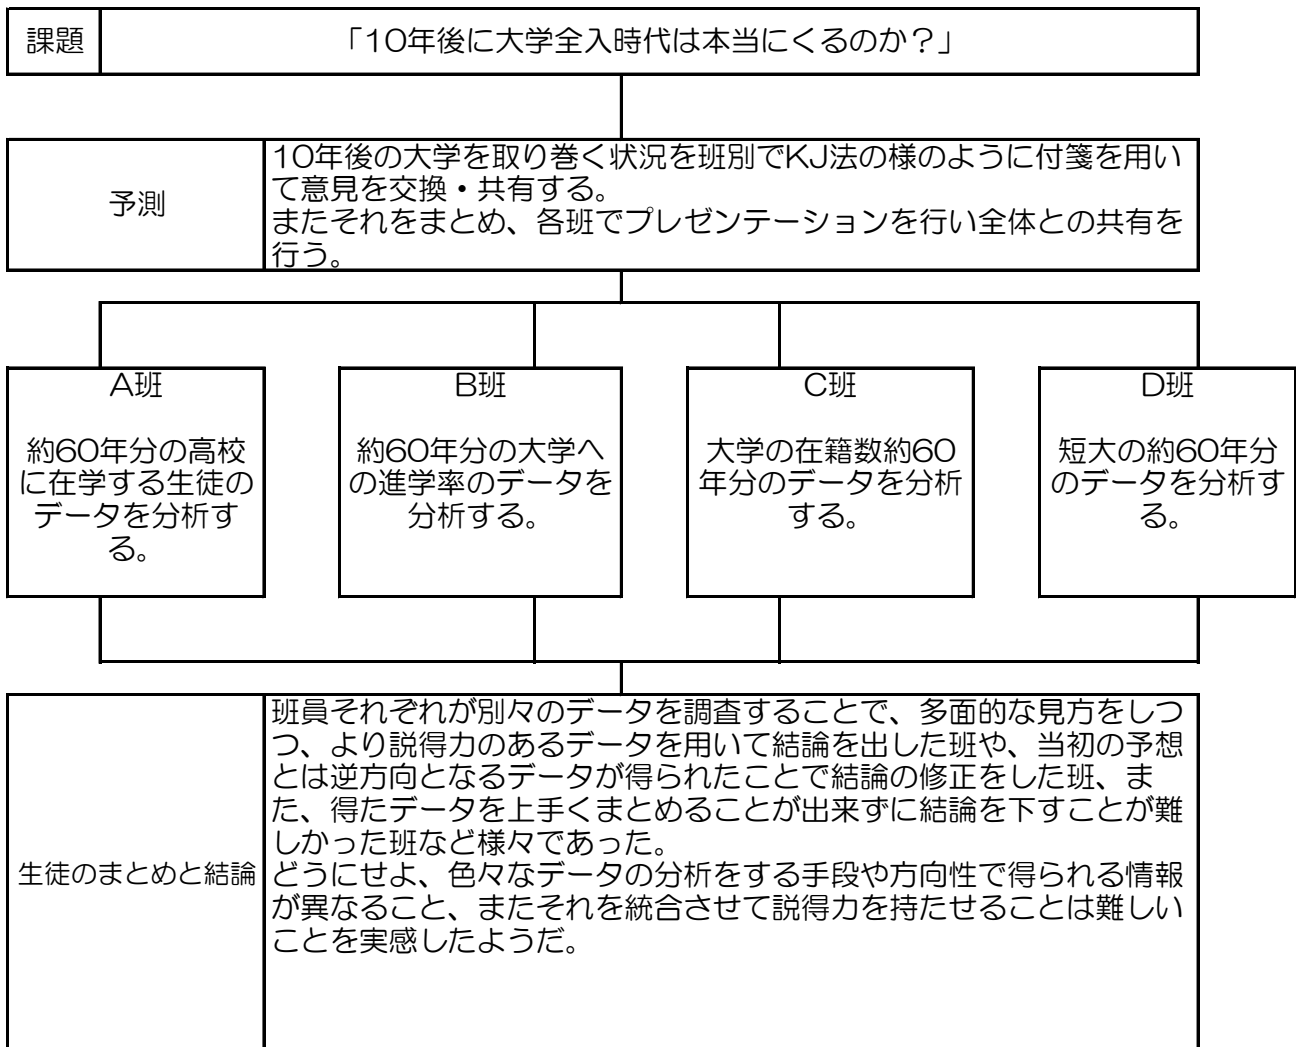 課題
「10年後に大学全入時代は本当にくるのか？」
予測
10年後の大学を取り巻く状況を班別でKJ法の様のように付箋を用い
て意見を交換・共有する。
またそれをまとめ、各班でプレゼンテーションを行い全体との共有を
行う。
A班
約60年分の高校
に在学する生徒の
データを分析す
る。
B班
約60年分の大学へ
の進学率のデータを
分析する。
C班
大学の在籍数約60
年分のデータを分析
する。
D班
短大の約60年分
のデータを分析す
る。
生徒のまとめと結論
班員それぞれが別々のデータを調査することで、多面的な見方をしつ
つ、より説得力のあるデータを用いて結論を出した班や、当初の予想
とは逆方向となるデータが得られたことで結論の修正をした班、ま
た、得たデータを上手くまとめることが出来ずに結論を下すことが難
しかった班など様々であった。
どうにせよ、色々なデータの分析をする手段や方向性で得られる情報
が異なること、またそれを統合させて説得力を持たせることは難しい
ことを実感したようだ。